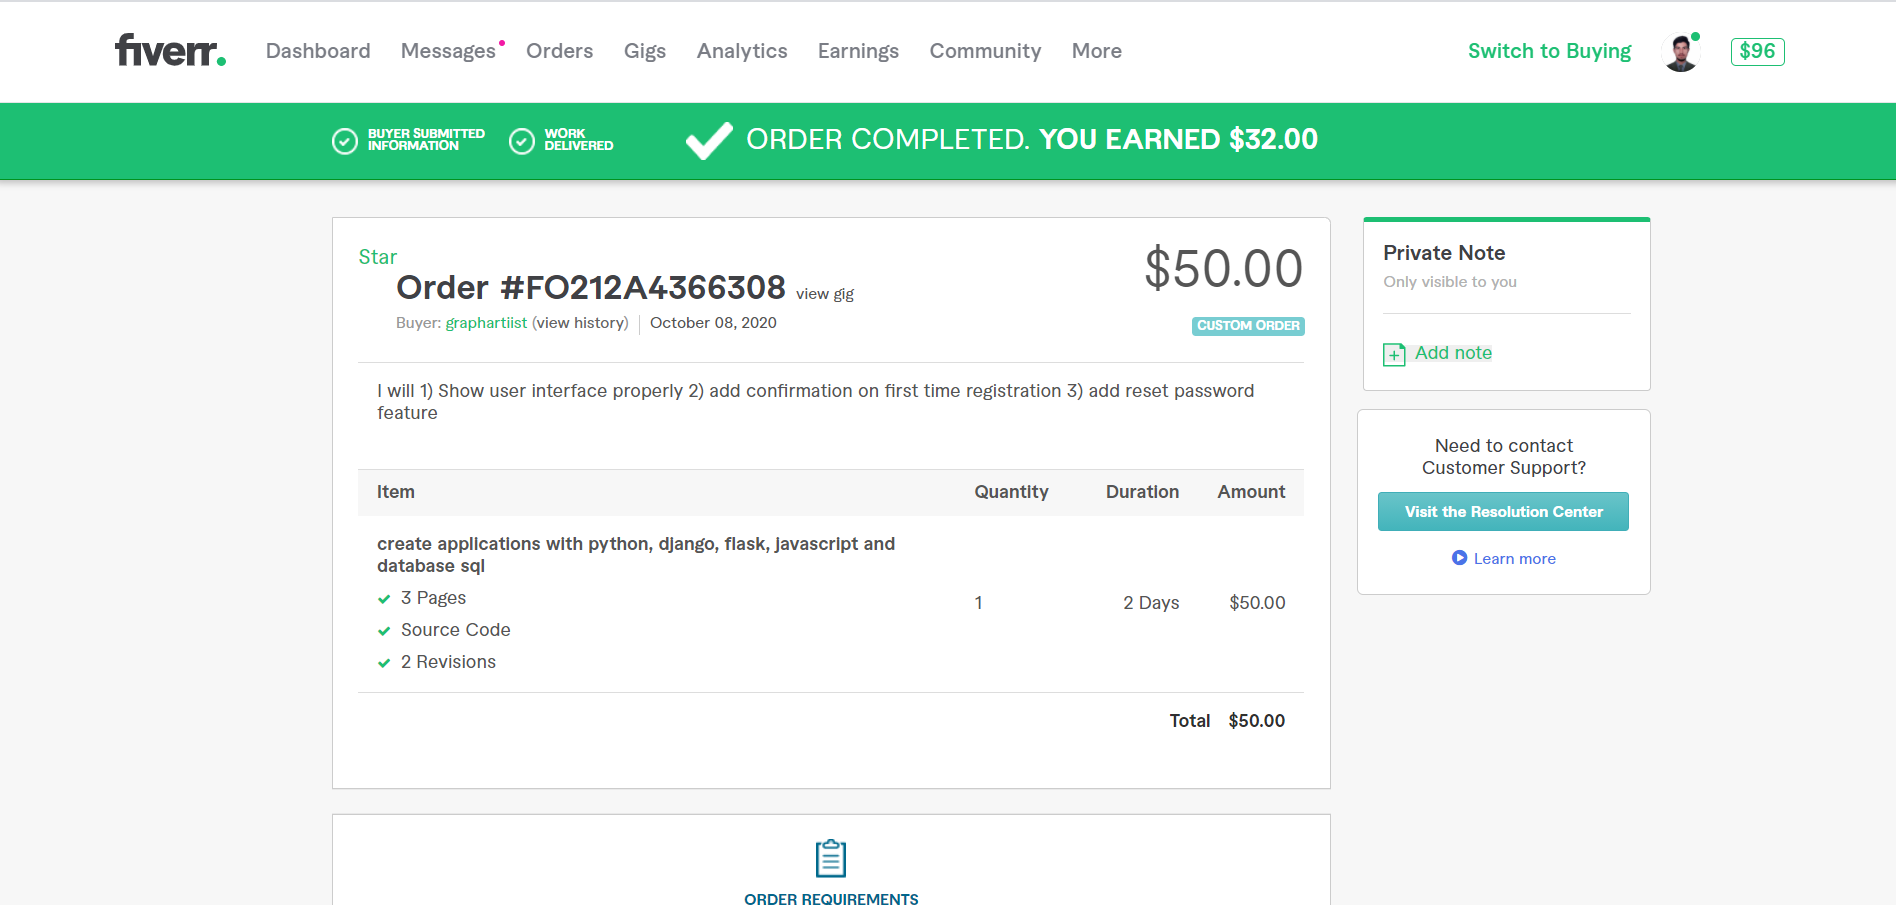 fiverr. Dashboard Messages Orders Gigs Analytics Earnings Community More Switch to Buying $96
BUYER SUBMITTED
INFORMATION
WORK
DELIVERED
ORDER COMPLETED. YOU EARNED $32.00
Star
Order #FO212A4366308 view gig
$50.00
Buyer: graphartiist (view history) October 08, 2020
CUSTOM ORDER
I will 1) Show user interface properly 2) add confirmation on first time registration 3) add reset password
feature
Item Quantity Duration Amount
create applications with python, django, flask, javascript and
database sql
3 Pages
Source Code
2 Revisions
1 2 Days $50.00
Total $50.00
ORDER REQUIREMENTS
Private Note
Only visible to you
Add note
Need to contact
Customer Support?
Visit the Resolution Center
Learn more